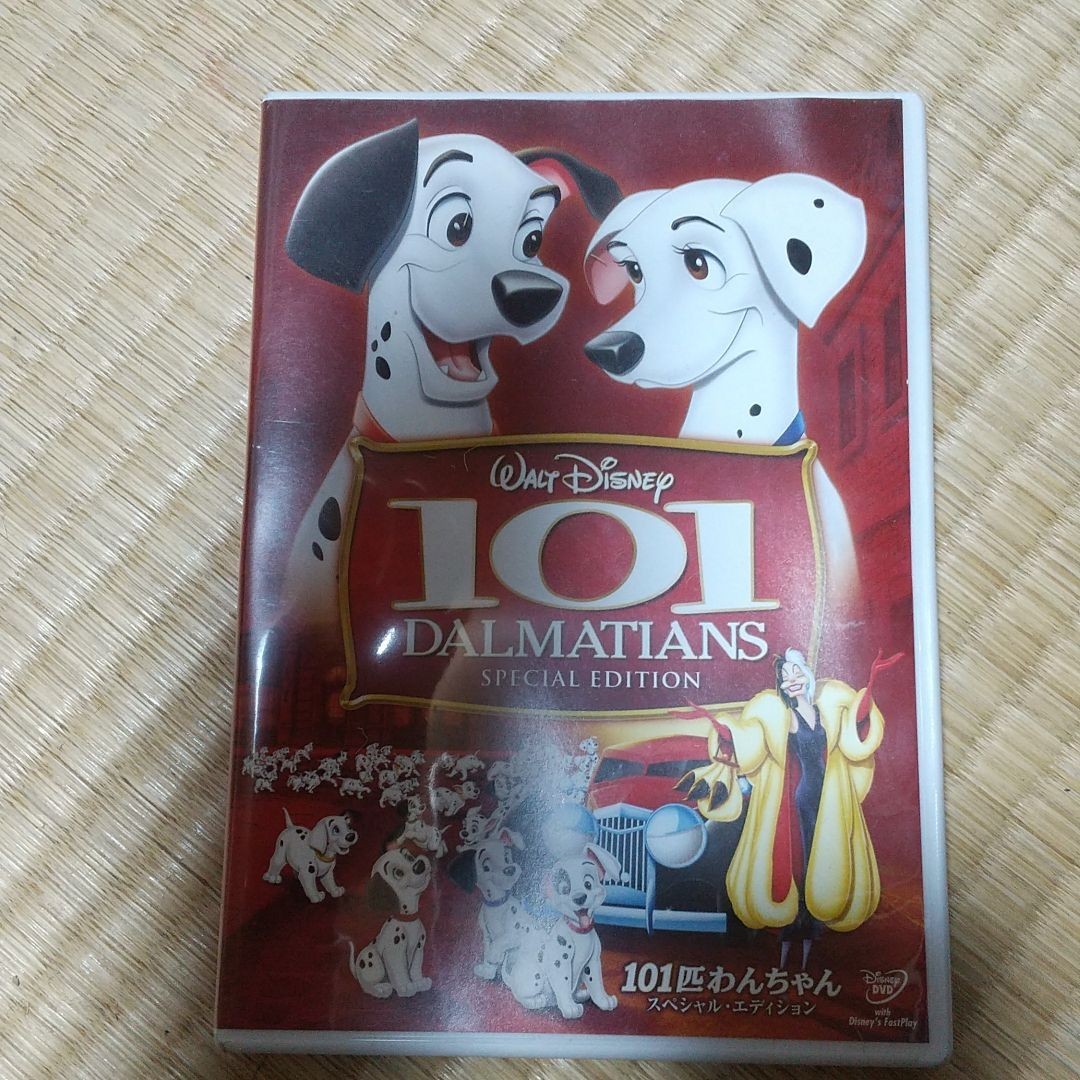 WALT DISNEY
101
DALMATIANS
SPECIAL EDITION
101匹わんちゃん
スペシャル・エディション
DISNEY
DVD
with
Disney's FastPlay